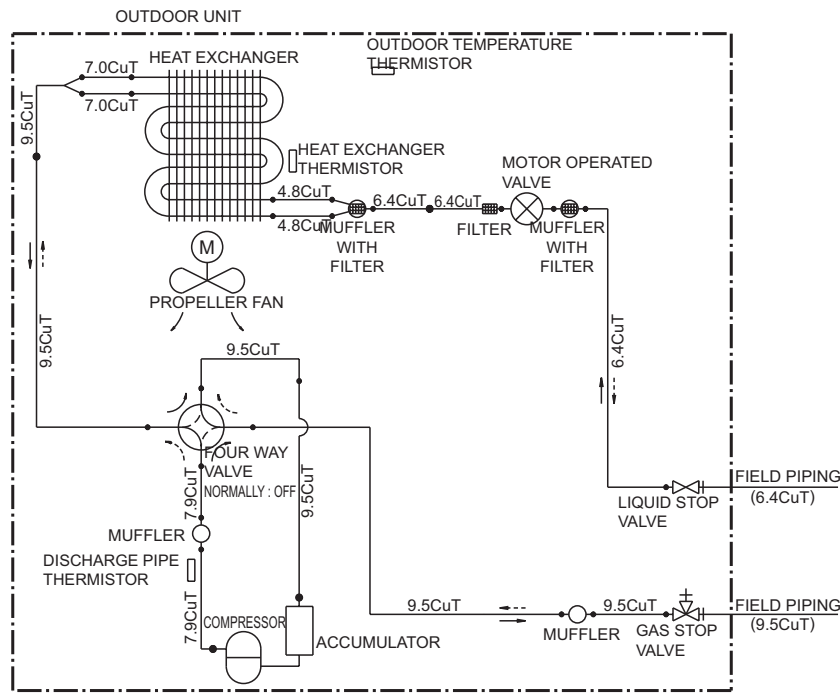 OUTDOOR UNIT
HEAT EXCHANGER
OUTDOOR TEMPERATURE
THERMISTOR
7.0CuT
7.0CuT
9.5CuT
HEAT EXCHANGER
THERMISTOR
MOTOR OPERATED
VALVE
4.8CuT
6.4CuT
6.4CuT
4.8CuT
MUFFLER
WITH
FILTER
FILTER
MUFFLER
WITH
FILTER
M
PROPELLER FAN
9.5CuT
9.5CuT
6.4CuT
FOUR WAY
VALVE
NORMALLY : OFF
7.9CuT
9.5CuT
MUFFLER
DISCHARGE PIPE
THERMISTOR
7.9CuT
COMPRESSOR
ACCUMULATOR
LIQUID STOP
VALVE
FIELD PIPING
(6.4CuT)
9.5CuT
MUFFLER
9.5CuT
GAS STOP
VALVE
FIELD PIPING
(9.5CuT)